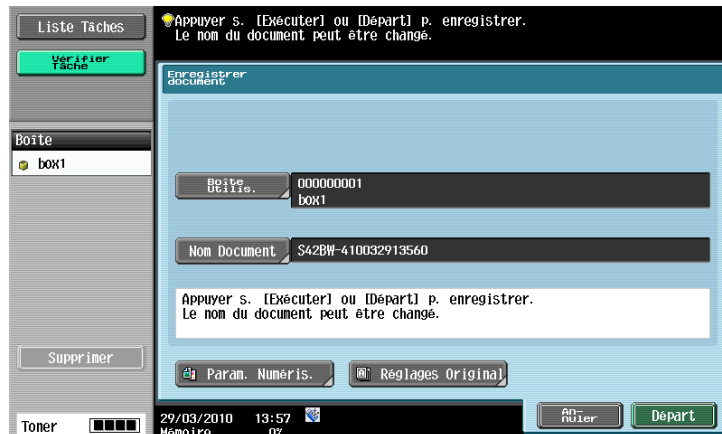 Liste Tâches
Appuyer s. [Exécuter] ou [Départ] p. enregistrer.
Le nom du document peut être changé.
Vérifier
Tâche
Enregistrer
document
Boîte
box1
Boîte
Utilis.
000000001
box1
Nom Document
S42BW-410032913560
Appuyer s. [Exécuter] ou [Départ] p. enregistrer.
Le nom du document peut être changé.
Supprimer
Param. Numéris.
Réglages Original
Toner
29/03/2010 13:57
Mémoire 0%
An-
nuler
Départ